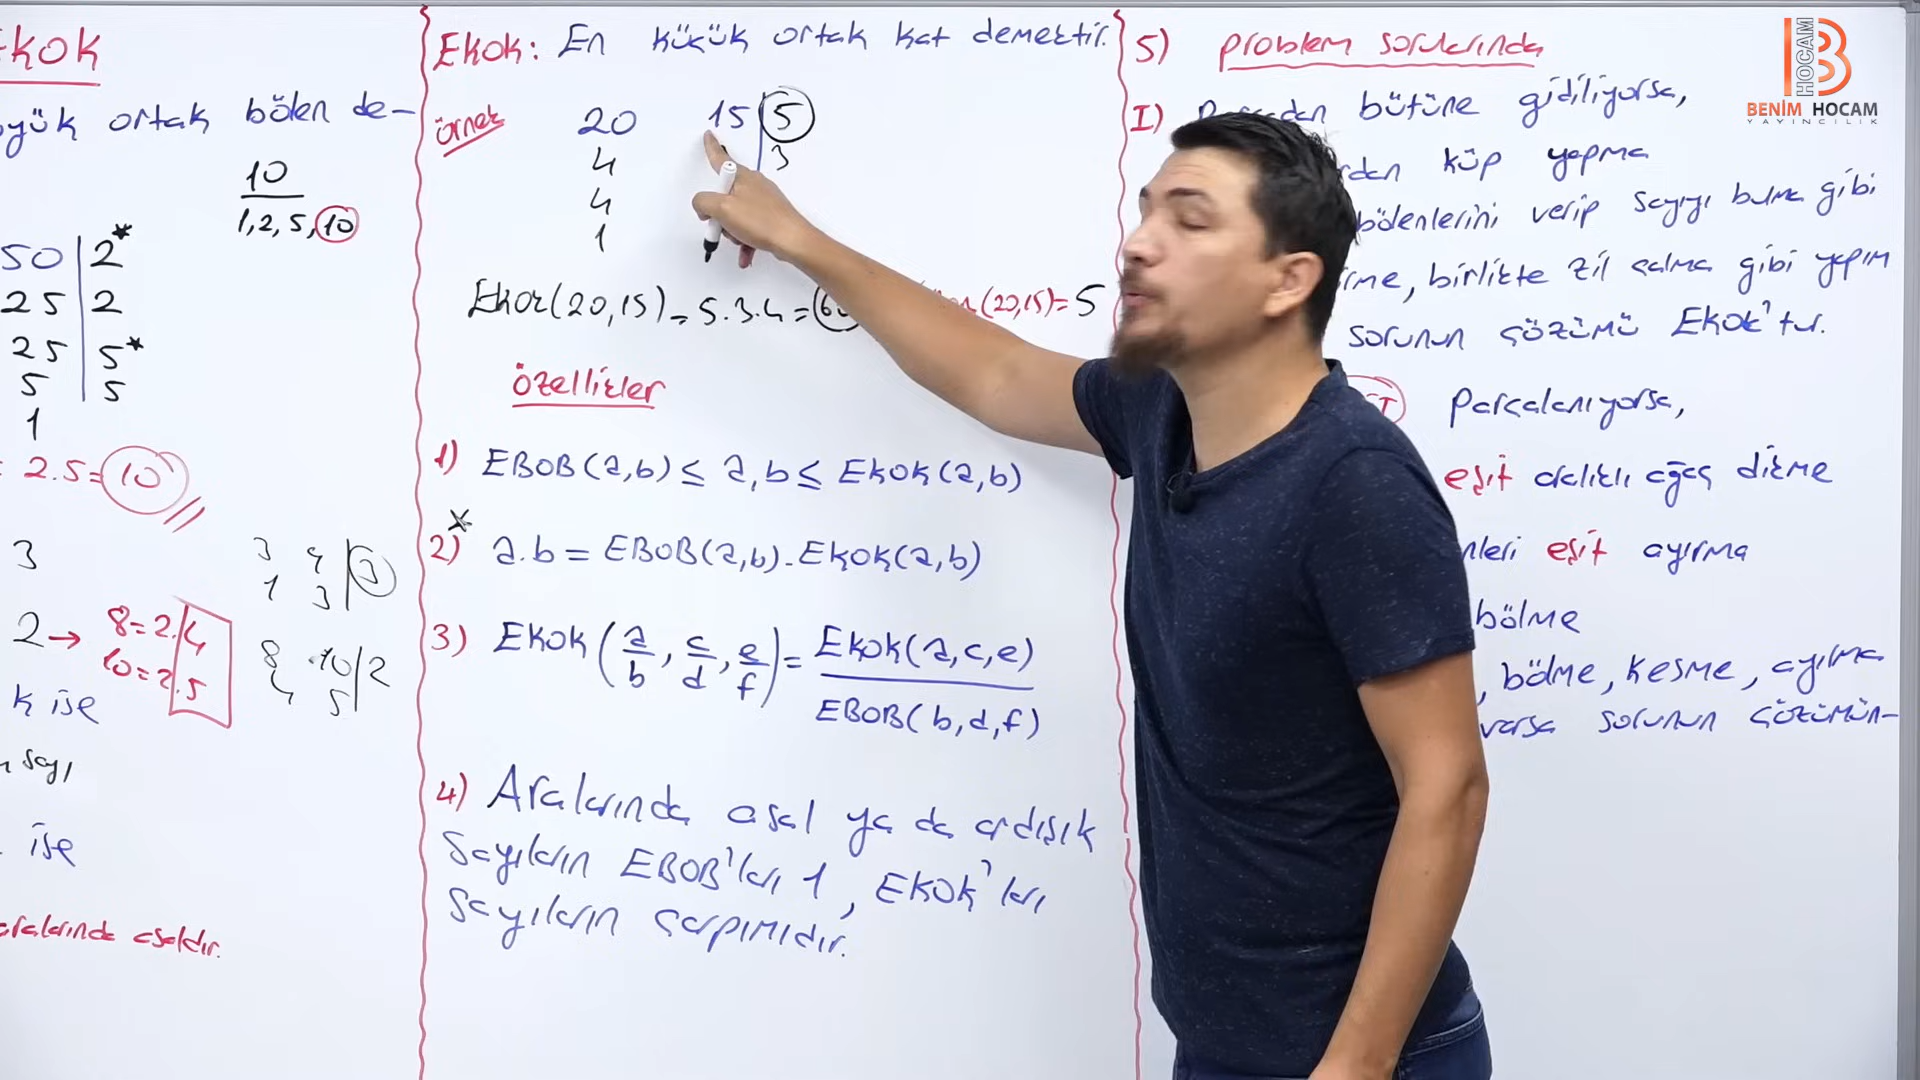 EKOK
ortak bölen de-
10
1, 2, 5, 10
50 2*
25 2
25 5*
5 5
1
2.5=10
3
3 4 3
1 3
2→ 8=2.4
10=2.5
8 10 2
4 5
k ise
sayı
ise
aralarında asaldır.
Ekok: En küçük ortak kat demektir.
örnek 20 15 5
4 3
4
1
Ekok(20,15)=5.3.4=
(20,15)=5
özellikler
1) EBOB(a,b) ≤ a,b ≤ EKOK(a,b)
2)* a.b = EBOB(a,b).EKOK(a,b)
3) EKOK(a/b, c/d, e/f) = EKOK(a,c,e)/EBOB(b,d,f)
4) Aralarında asal ya da ardışık
Sayıların EBOB'ları 1, EKOK'ları
Sayıların çarpımıdır.
5) problem sorularında
I) bütüne gidiliyorsa,
küp yapma
bölenlerini verip sayıyı bulma gibi
birlikte zil çalma gibi yapım
sorunun çözümü EKOK'tur.
parçalanıyorsa,
eşit aralıklı ağaç dikme
eşit ayırma
bölme
, bölme, kesme, ayılma
varsa sorunun çözümün-
HOCAM
BENİM HOCAM
YAYINCILIK